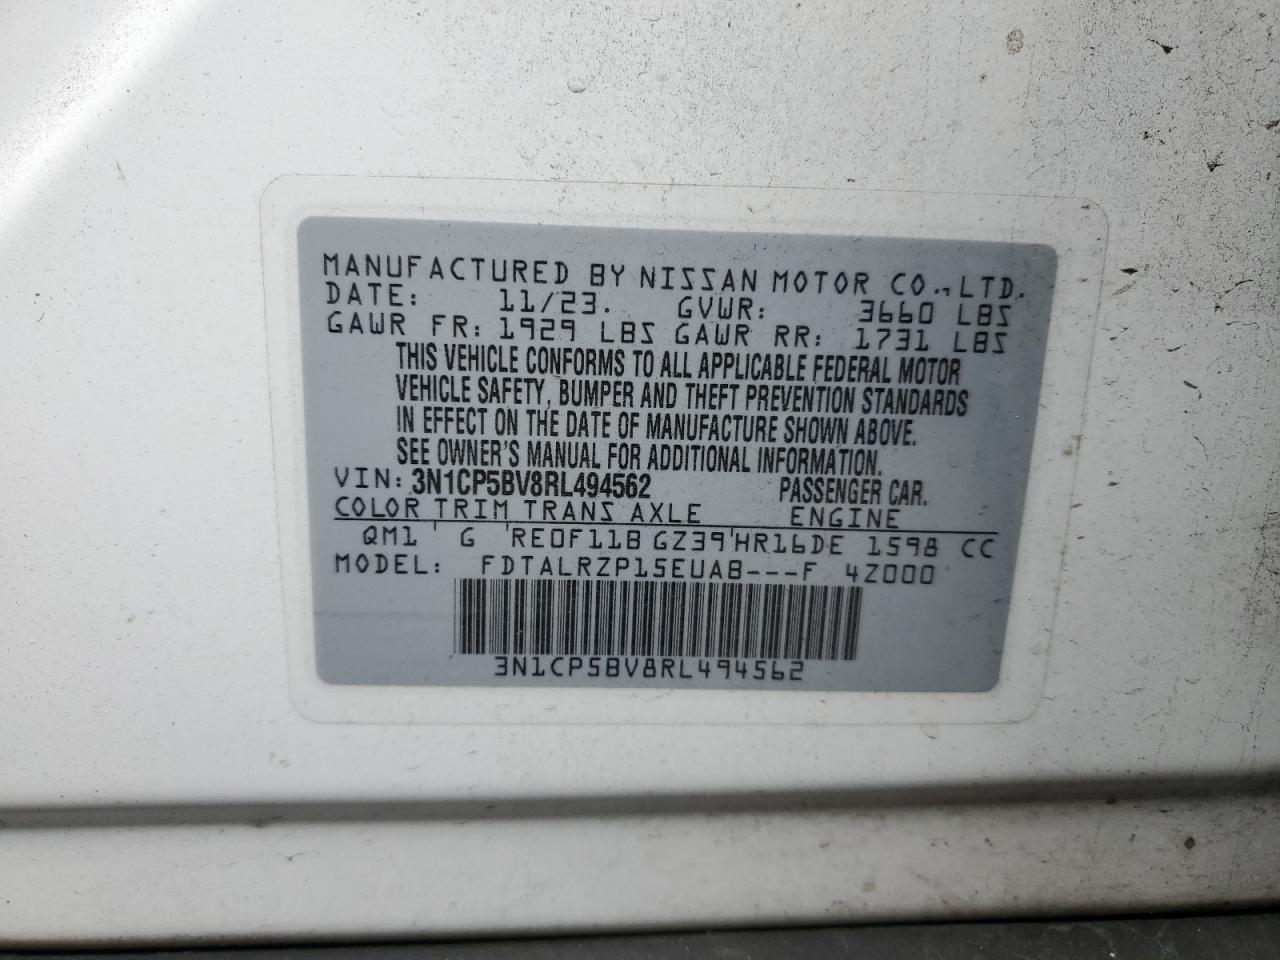 MANUFACTURED BY NISSAN MOTOR CO., LTD.
DATE: 11/23. GVWR: 3660 LBS
GAWR FR: 1929 LBS GAWR RR: 1731 LBS
THIS VEHICLE CONFORMS TO ALL APPLICABLE FEDERAL MOTOR
VEHICLE SAFETY, BUMPER AND THEFT PREVENTION STANDARDS
IN EFFECT ON THE DATE OF MANUFACTURE SHOWN ABOVE.
SEE OWNER'S MANUAL FOR ADDITIONAL INFORMATION.
VIN: 3N1CP5BV8RL494562 PASSENGER CAR.
COLOR TRIM TRANS AXLE ENGINE
QM1 ' G 'RE0F11B GZ39'HR16DE 1598 CC
MODEL: FDTALRZP15EUAB---F 4Z000
3N1CP5BV8RL494562